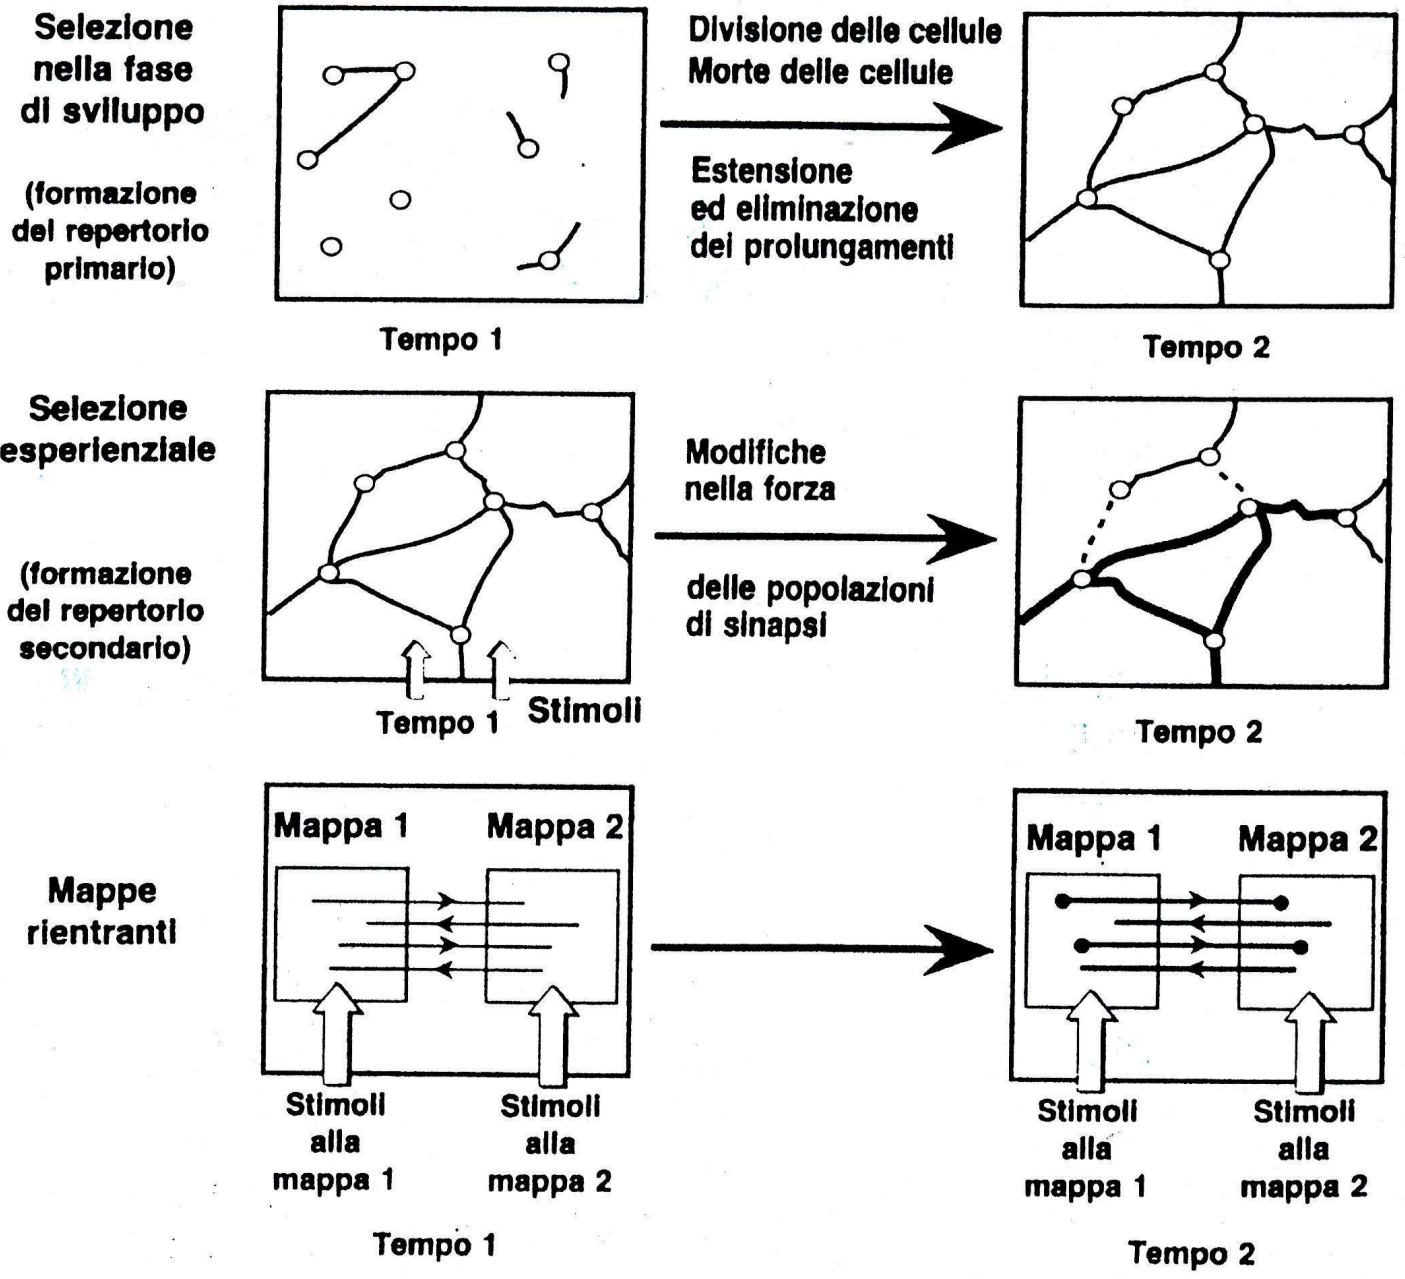 Selezione
nella fase
di sviluppo
(formazione
del repertorio
primario)
Tempo 1
Divisione delle cellule
Morte delle cellule
Estensione
ed eliminazione
dei prolungamenti
Tempo 2
Selezione
esperienziale
(formazione
del repertorio
secondario)
Tempo 1
Stimoli
Modifiche
nella forza
delle popolazioni
di sinapsi
Tempo 2
Mappe
rientranti
Mappa 1
Mappa 2
Stimoli
alla
mappa 1
Stimoli
alla
mappa 2
Tempo 1
Mappa 1
Mappa 2
Stimoli
alla
mappa 1
Stimoli
alla
mappa 2
Tempo 2